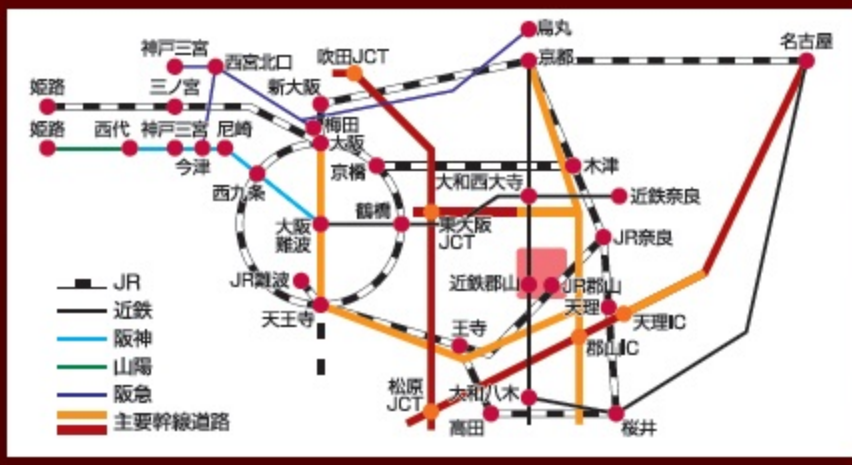 烏丸
神戸三宮
西宮北口
吹田JCT
京都
名古屋
姫路
三ノ宮
新大阪
梅田
姫路
西代
神戸三宮
尼崎
大阪
今津
京橋
木津
西九条
大和西大寺
近鉄奈良
大阪
難波
鶴橋
東大阪
JCT
JR奈良
JR難波
近鉄郡山
JR郡山
天王寺
天理
天理IC
王寺
郡山IC
松原
JCT
大和八木
高田
桜井
JR
近鉄
阪神
山陽
阪急
主要幹線道路